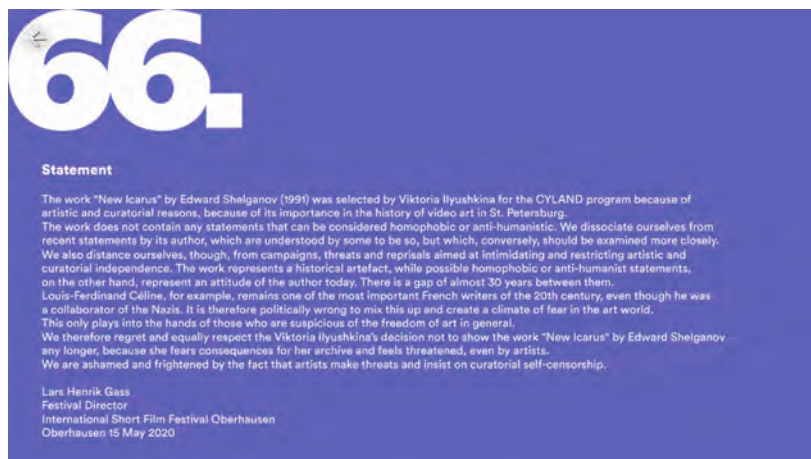 66.
Statement
The work "New Icarus" by Edward Shelganov (1991) was selected by Viktoria Ilyushkina for the CYLAND program because of
artistic and curatorial reasons, because of its importance in the history of video art in St. Petersburg.
The work does not contain any statements that can be considered homophobic or anti-humanistic. We dissociate ourselves from
recent statements by its author, which are understood by some to be so, but which, conversely, should be examined more closely.
We also distance ourselves, though, from campaigns, threats and reprisals aimed at intimidating and restricting artistic and
curatorial independence. The work represents a historical artefact, while possible homophobic or anti-humanist statements,
on the other hand, represent an attitude of the author today. There is a gap of almost 30 years between them.
Louis-Ferdinand Céline, for example, remains one of the most important French writers of the 20th century, even though he was
a collaborator of the Nazis. It is therefore politically wrong to mix this up and create a climate of fear in the art world.
This only plays into the hands of those who are suspicious of the freedom of art in general.
We therefore regret and equally respect the Viktoria Ilyushkina's decision not to show the work "New Icarus" by Edward Shelganov
any longer, because she fears consequences for her archive and feels threatened, even by artists.
We are ashamed and frightened by the fact that artists make threats and insist on curatorial self-censorship.
Lars Henrik Gass
Festival Director
International Short Film Festival Oberhausen
Oberhausen 15 May 2020